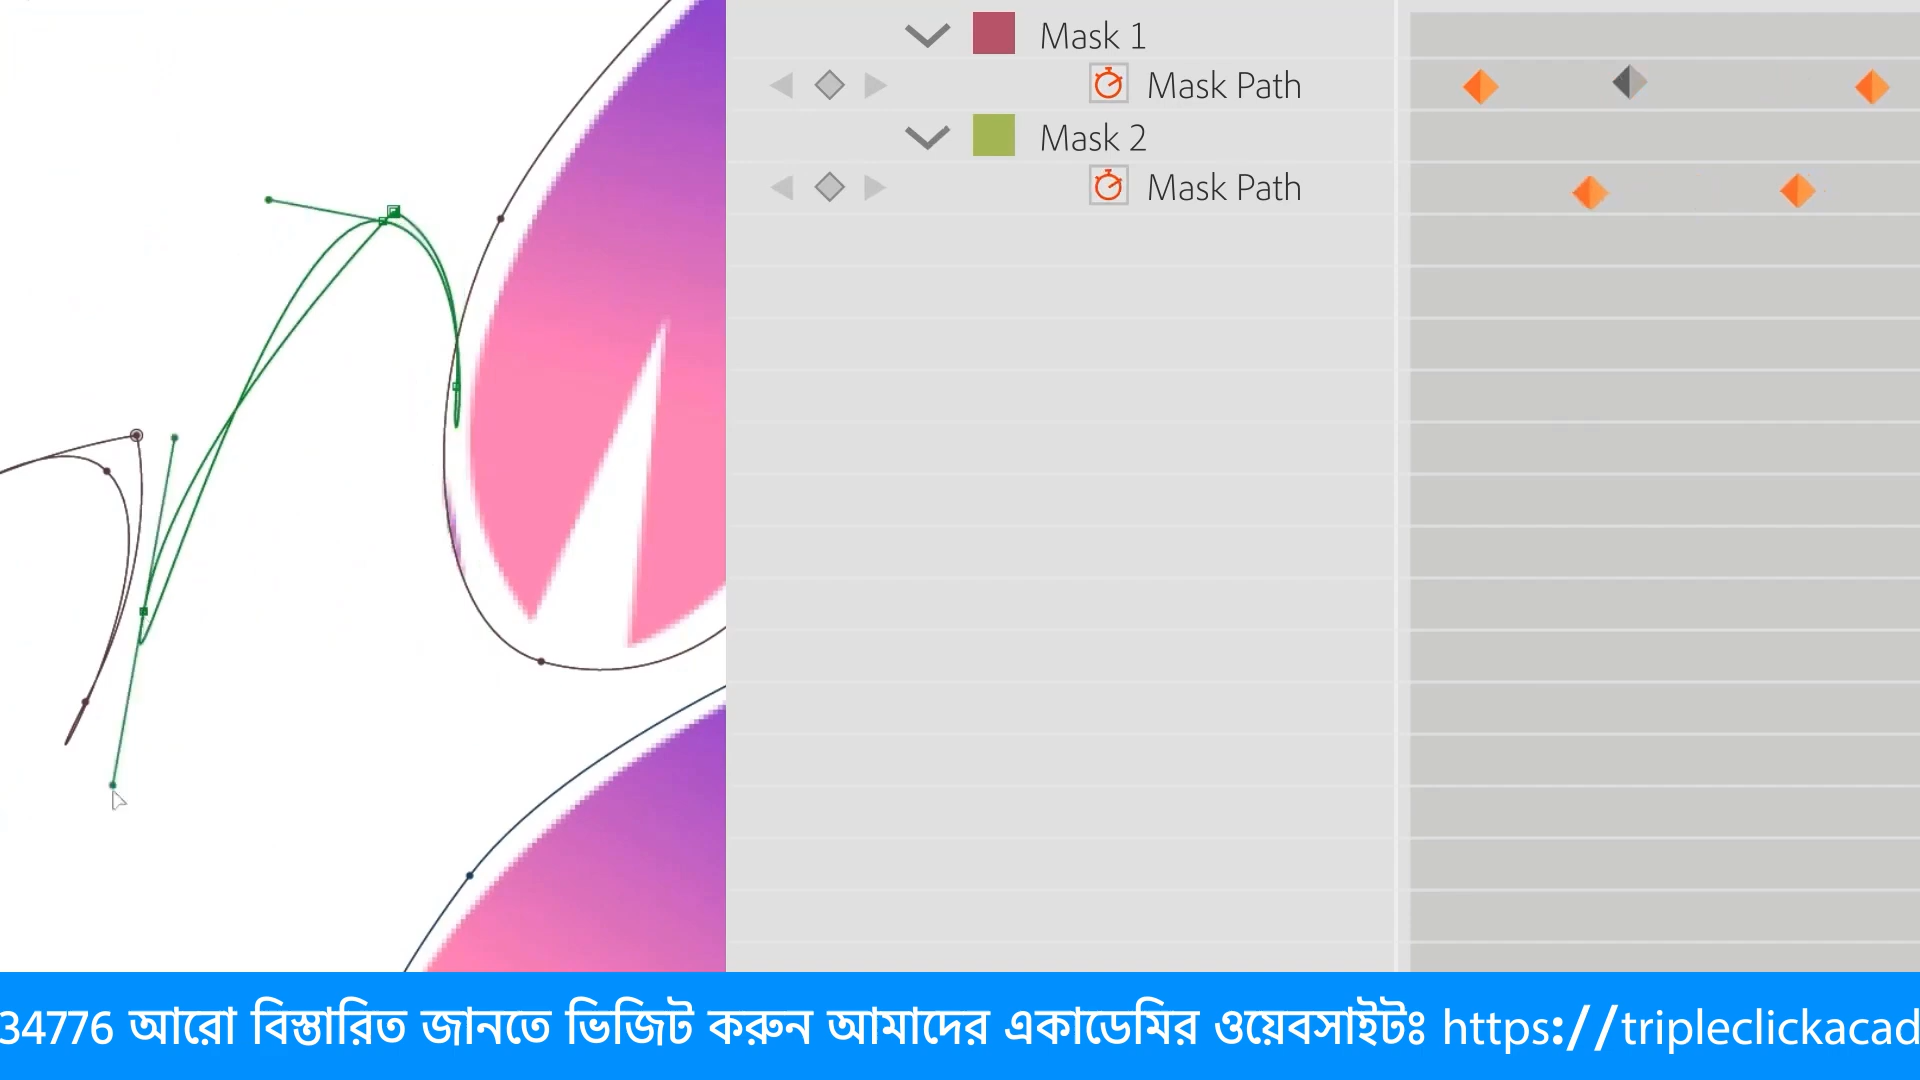 Mask 1
Mask Path
Mask 2
Mask Path
34776 আরো বিস্তারিত জানতে ভিজিট করুন আমাদের একাডেমির ওয়েবসাইটঃ https://tripleclickacad